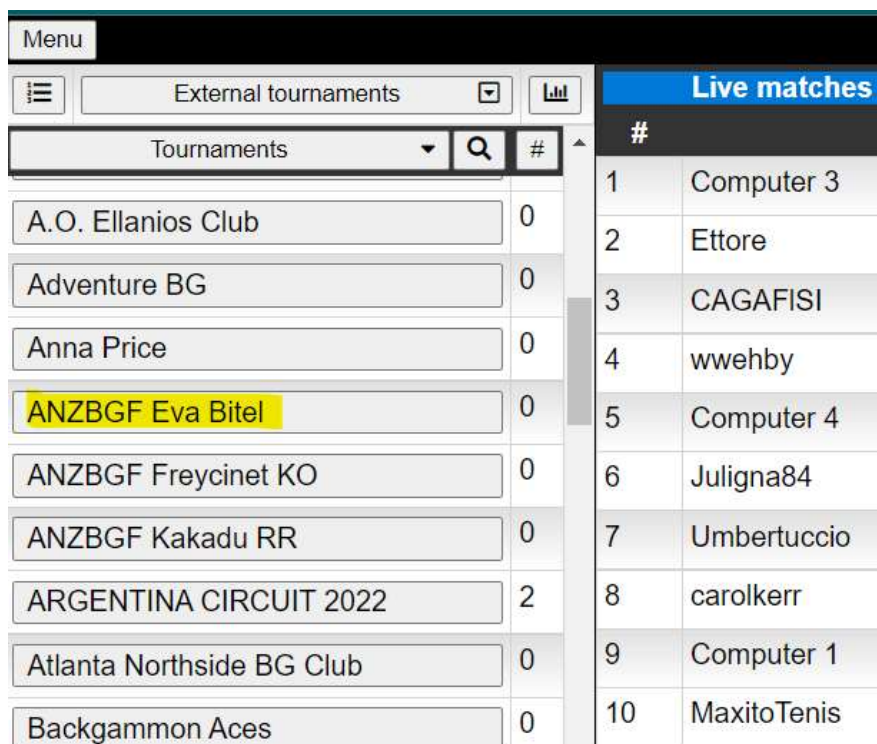 Menu
External tournaments
Tournaments #
A.O. Ellanios Club 0
Adventure BG 0
Anna Price 0
ANZBGF Eva Bitel 0
ANZBGF Freycinet KO 0
ANZBGF Kakadu RR 0
ARGENTINA CIRCUIT 2022 2
Atlanta Northside BG Club 0
Backgammon Aces 0
Live matches
#
1 Computer 3
2 Ettore
3 CAGAFISI
4 wwehby
5 Computer 4
6 Juligna84
7 Umbertuccio
8 carolkerr
9 Computer 1
10 MaxitoTenis